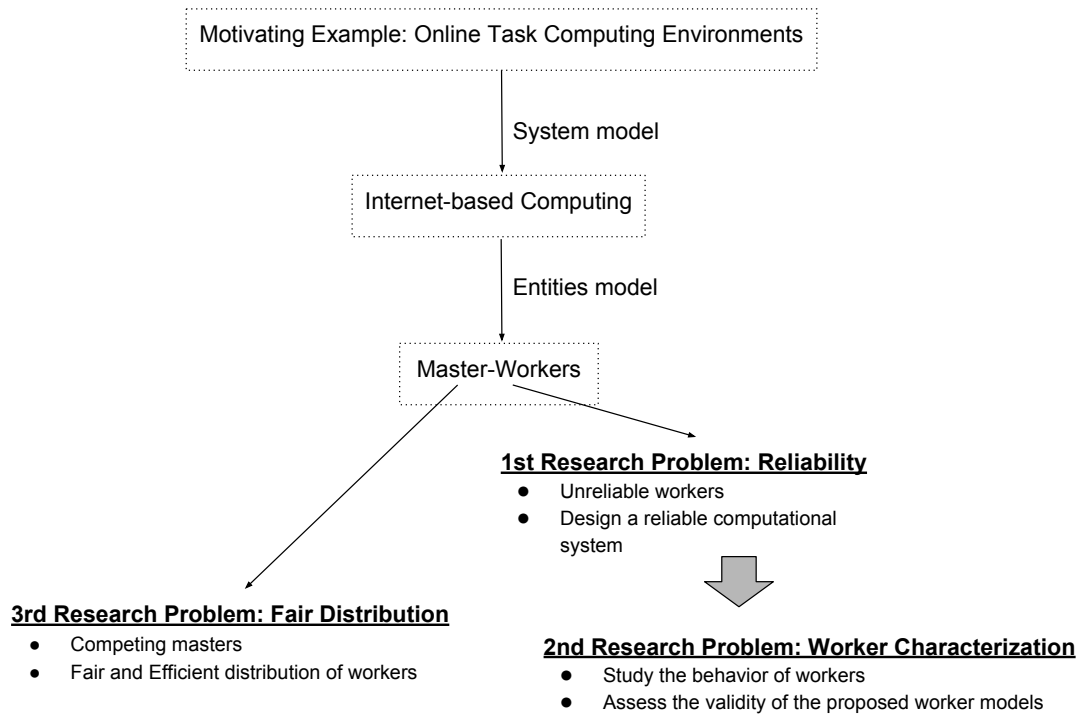 Motivating Example: Online Task Computing Environments
System model
Internet-based Computing
Entities model
Master-Workers
1st Research Problem: Reliability
● Unreliable workers
● Design a reliable computational
system
3rd Research Problem: Fair Distribution
● Competing masters
● Fair and Efficient distribution of workers
2nd Research Problem: Worker Characterization
● Study the behavior of workers
● Assess the validity of the proposed worker models